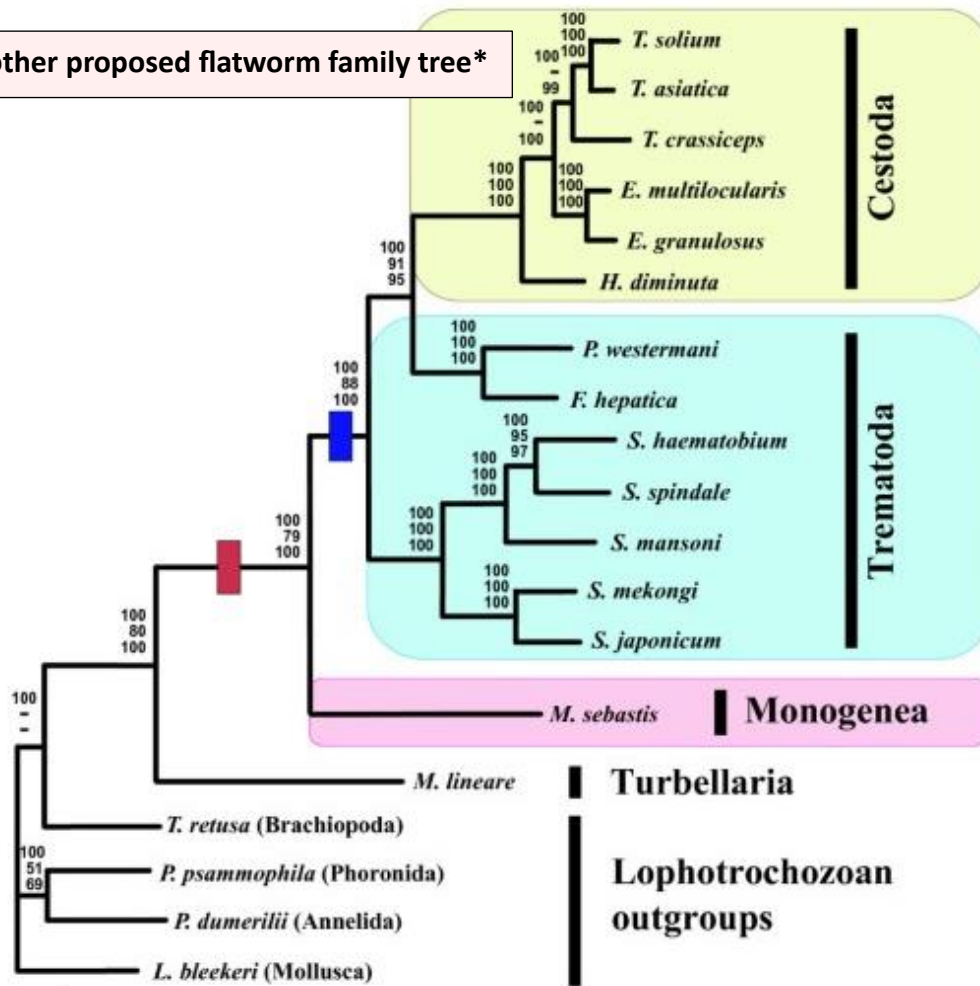 other proposed flatworm family tree*
100
100
100
T. solium
100
-
99
T. asiatica
100
-
100
T. crassiceps
100
100
100
E. multilocularis
100
100
100
E. granulosus
H. diminuta
Cestoda
100
91
95
100
100
100
P. westermani
F. hepatica
100
88
100
100
95
97
S. haematobium
100
100
100
S. spindale
S. mansoni
100
100
100
100
100
100
S. mekongi
S. japonicum
Trematoda
100
79
100
100
80
100
M. sebastis
Monogenea
100
-
-
M. lineare
Turbellaria
T. retusa (Brachiopoda)
100
51
69
P. psammophila (Phoronida)
P. dumerilii (Annelida)
L. bleekeri (Mollusca)
Lophotrochozoan
outgroups